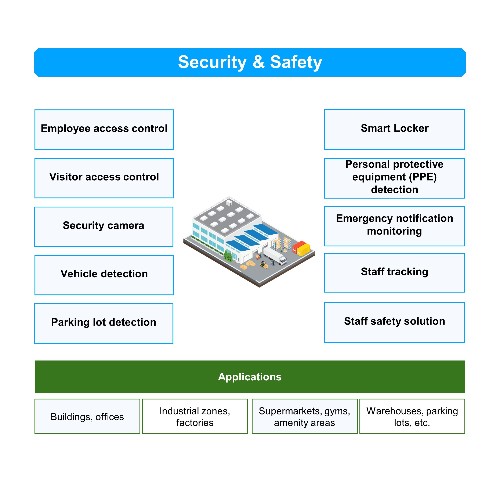 Security & Safety
Employee access control
Visitor access control
Security camera
Vehicle detection
Parking lot detection
Smart Locker
Personal protective
equipment (PPE)
detection
Emergency notification
monitoring
Staff tracking
Staff safety solution
Applications
Buildings, offices
Industrial zones,
factories
Supermarkets, gyms,
amenity areas
Warehouses, parking
lots, etc.